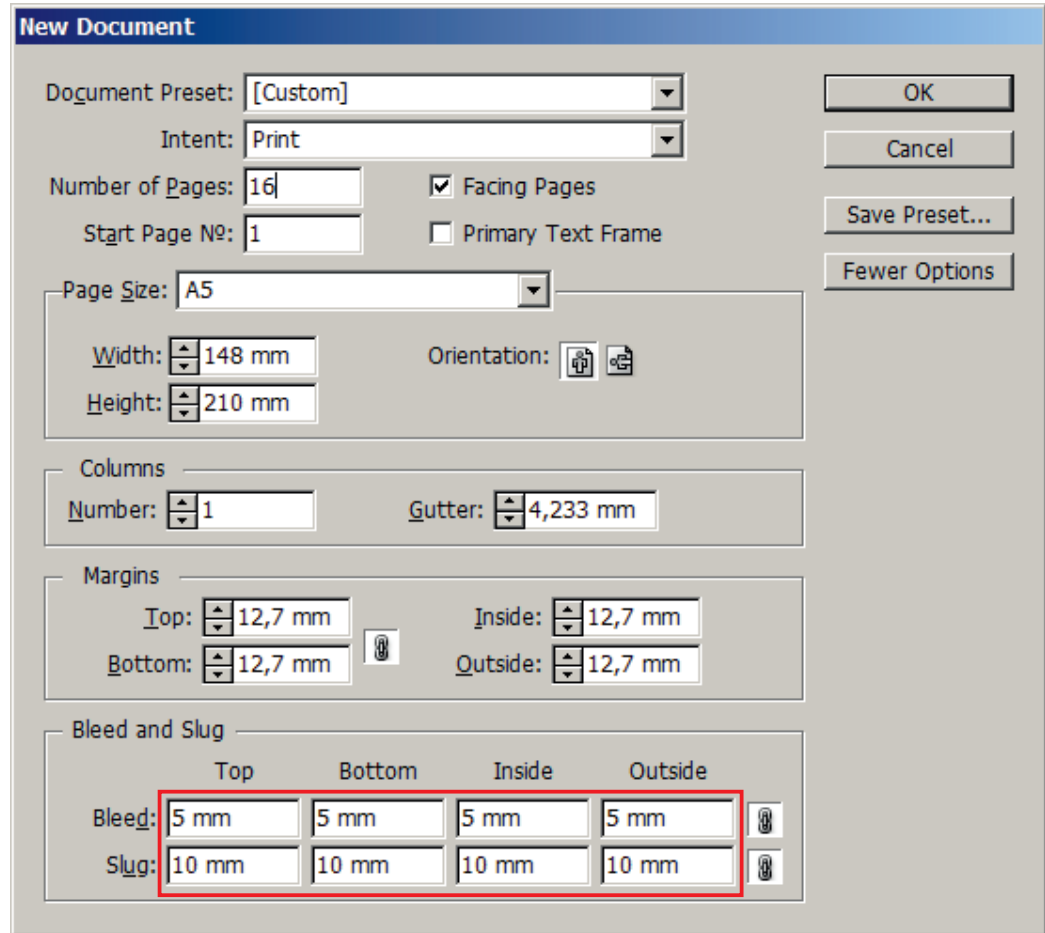 New Document
Document Preset: [Custom] OK
Intent: Print Cancel
Number of Pages: 16 Facing Pages
Start Page Nº: 1 Primary Text Frame Save Preset...
Page Size: A5 Fewer Options
Width: 148 mm Orientation:
Height: 210 mm
Columns
Number: 1 Gutter: 4,233 mm
Margins
Top: 12,7 mm Inside: 12,7 mm
Bottom: 12,7 mm Outside: 12,7 mm
Bleed and Slug
Top Bottom Inside Outside
Bleed: 5 mm 5 mm 5 mm 5 mm
Slug: 10 mm 10 mm 10 mm 10 mm